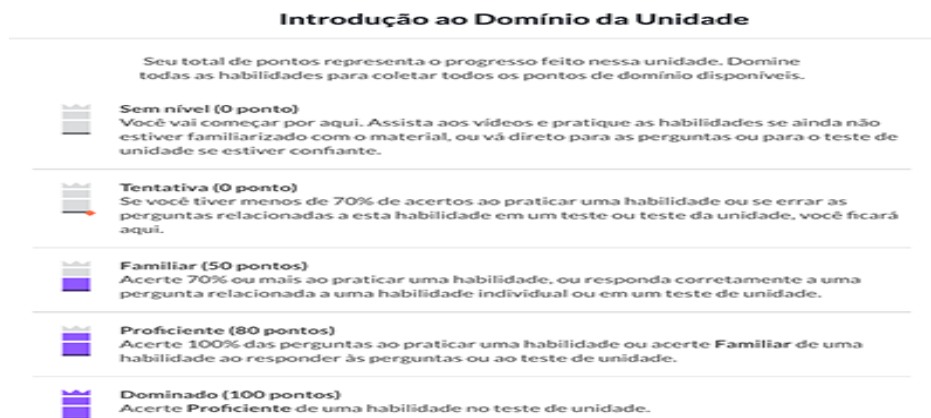 Introdução ao Domínio da Unidade
Seu total de pontos representa o progresso feito nessa unidade. Domine
todas as habilidades para coletar todos os pontos de domínio disponíveis.
Sem nível (0 ponto)
Você vai começar por aqui. Assista aos vídeos e pratique as habilidades se ainda não
estiver familiarizado com o material, ou vá direto para as perguntas ou para o teste de
unidade se estiver confiante.
Tentativa (0 ponto)
Se você tiver menos de 70% de acertos ao praticar uma habilidade ou se errar as
perguntas relacionadas a esta habilidade em um teste ou teste da unidade, você ficará
aqui.
Familiar (50 pontos)
Acerte 70% ou mais ao praticar uma habilidade, ou responda corretamente a uma
pergunta relacionada a uma habilidade individual ou em um teste de unidade.
Proficiente (80 pontos)
Acerte 100% das perguntas ao praticar uma habilidade ou acerte Familiar de uma
habilidade ao responder às perguntas ou ao teste de unidade.
Dominado (100 pontos)
Acerte Proficiente de uma habilidade no teste de unidade.